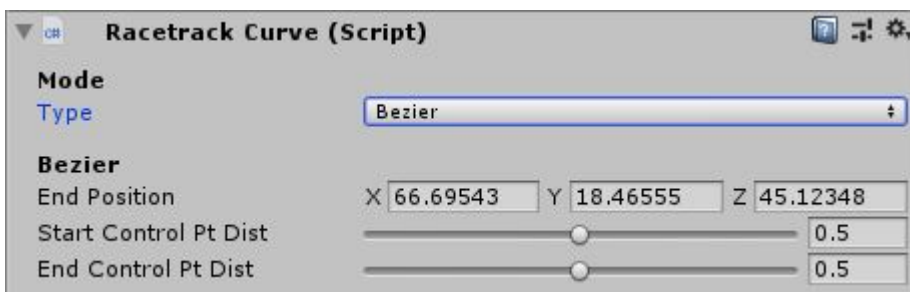 C# Racetrack Curve (Script)
Mode
Type Bezier
Bezier
End Position X 66.69543 Y 18.46555 Z 45.12348
Start Control Pt Dist 0.5
End Control Pt Dist 0.5